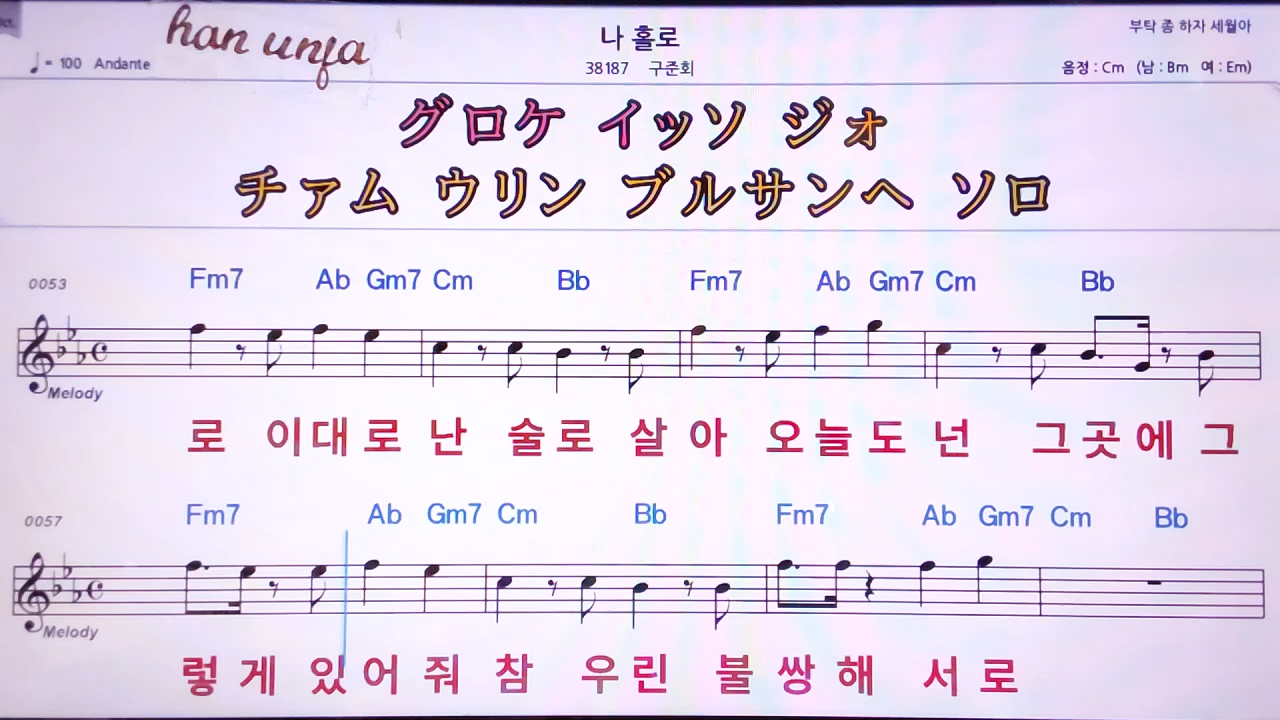 han unja
나 홀로
부탁 좀 하자 세월아
♩= 100 Andante
38187 구준회
음정 : Cm (남 : Bm 여 : Em)
グロケ イッソ ジォ
チァム ウリン ブルサンヘ ソロ
0053
Fm7 Ab Gm7 Cm Bb Fm7 Ab Gm7 Cm Bb
Melody
로 이대로 난 술로 살 아 오늘도 넌 그곳에 그
0057
Fm7 Ab Gm7 Cm Bb Fm7 Ab Gm7 Cm Bb
Melody
렇게 있어 줘 참 우린 불쌍해 서로